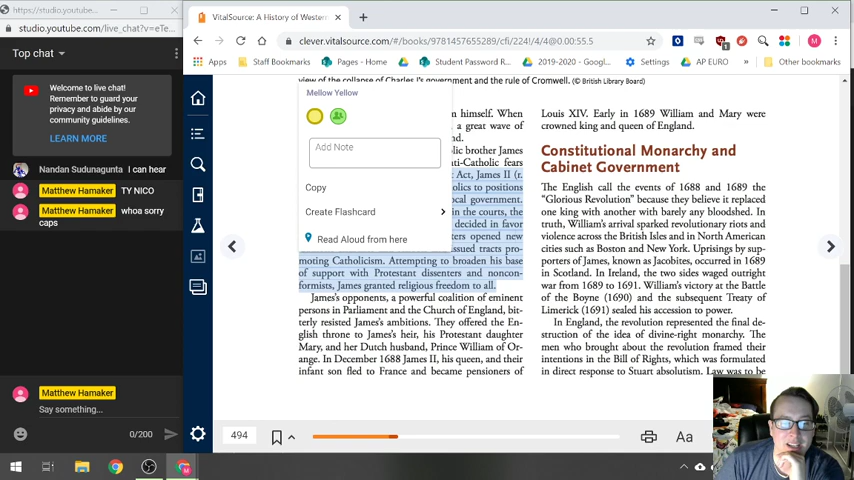 https://studio.youtube.com/live_chat?v=eTe...
studio.youtube.com/live_chat?v=eTe...
Top chat
Welcome to live chat!
Remember to guard your
privacy and abide by our
community guidelines.
LEARN MORE
Nandan Sudunagunta I can hear
Matthew Hamaker TY NICO
Matthew Hamaker whoa sorry
caps
Matthew Hamaker
Say something...
0/200
VitalSource: A History of Western
clever.vitalsource.com/#/books/9781457655289/cfi/224!/4/4@0:00:55.5
Apps
Staff Bookmarks
Pages - Home
Student Password R...
2019-2020 - Googl...
Settings
AP EURO
Other bookmarks
view of the collapse of Charles I's government and the rule of Cromwell. (© British Library Board)
Mellow Yellow
Add Note
Copy
Create Flashcard
Read Aloud from here
n himself. When
a great wave of
nd.
lic brother James
nti-Catholic fears
Act, James II (r.
olics to positions
ocal government.
in the courts, the
decided in favor
ters opened new
issued tracts pro-
moting Catholicism. Attempting to broaden his base
of support with Protestant dissenters and noncon-
formists, James granted religious freedom to all.
James's opponents, a powerful coalition of eminent
persons in Parliament and the Church of England, bit-
terly resisted James's ambitions. They offered the En-
glish throne to James's heir, his Protestant daughter
Mary, and her Dutch husband, Prince William of Or-
ange. In December 1688 James II, his queen, and their
infant son fled to France and became pensioners of
Louis XIV. Early in 1689 William and Mary were
crowned king and queen of England.
Constitutional Monarchy and
Cabinet Government
The English call the events of 1688 and 1689 the
"Glorious Revolution" because they believe it replaced
one king with another with barely any bloodshed. In
truth, William's arrival sparked revolutionary riots and
violence across the British Isles and in North American
cities such as Boston and New York. Uprisings by sup-
porters of James, known as Jacobites, occurred in 1689
in Scotland. In Ireland, the two sides waged outright
war from 1689 to 1691. William's victory at the Battle
of the Boyne (1690) and the subsequent Treaty of
Limerick (1691) sealed his accession to power.
In England, the revolution represented the final de-
struction of the idea of divine-right monarchy. The
men who brought about the revolution framed their
intentions in the Bill of Rights, which was formulated
in direct response to Stuart absolutism. Law was to be
494
Aa